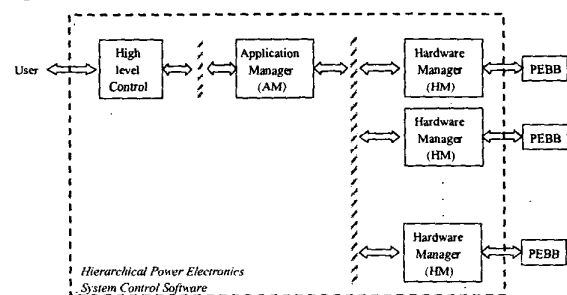 High
level
Control
Application
Manager
(AM)
Hardware
Manager
(HM)
User
PEBB
Hardware
Manager
(HM)
PEBB
Hardware
Manager
(HM)
PEBB
Hierarchical Power Electronics
System Control Software